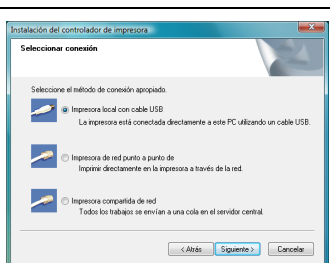 Instalación del controlador de impresora
Seleccionar conexión
Seleccione el método de conexión apropiado.
Impresora local con cable USB
La impresora está conectada directamente a este PC utilizando un cable USB.
Impresora de red punto a punto de
Imprimir directamente en la impresora a través de la red.
Impresora compartida de red
Todos los trabajos se envían a una cola en el servidor central.
< Atrás
Siguiente >
Cancelar